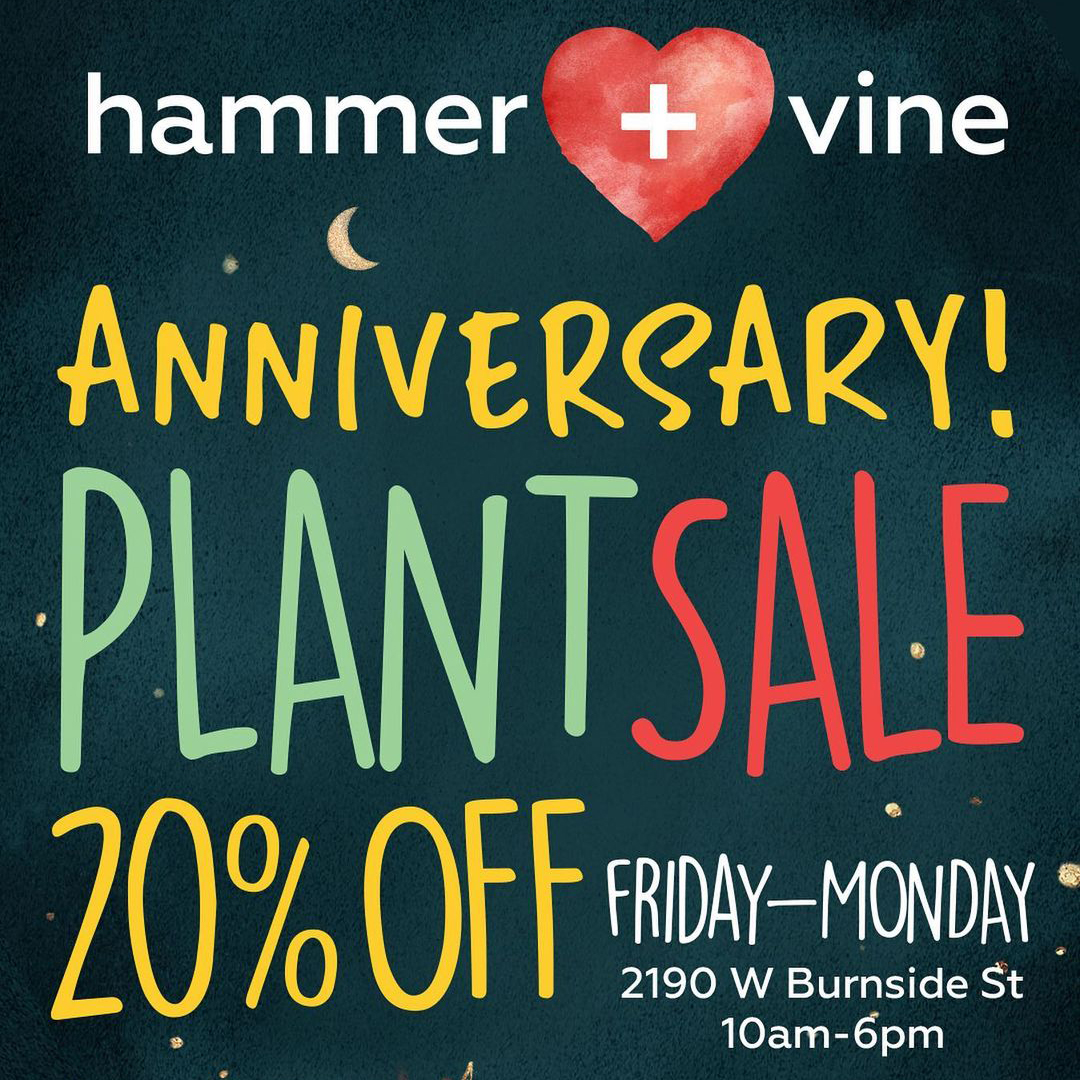 hammer + vine
ANNIVERSARY!
PLANT SALE
20% OFF
FRIDAY—MONDAY
2190 W Burnside St
10am-6pm